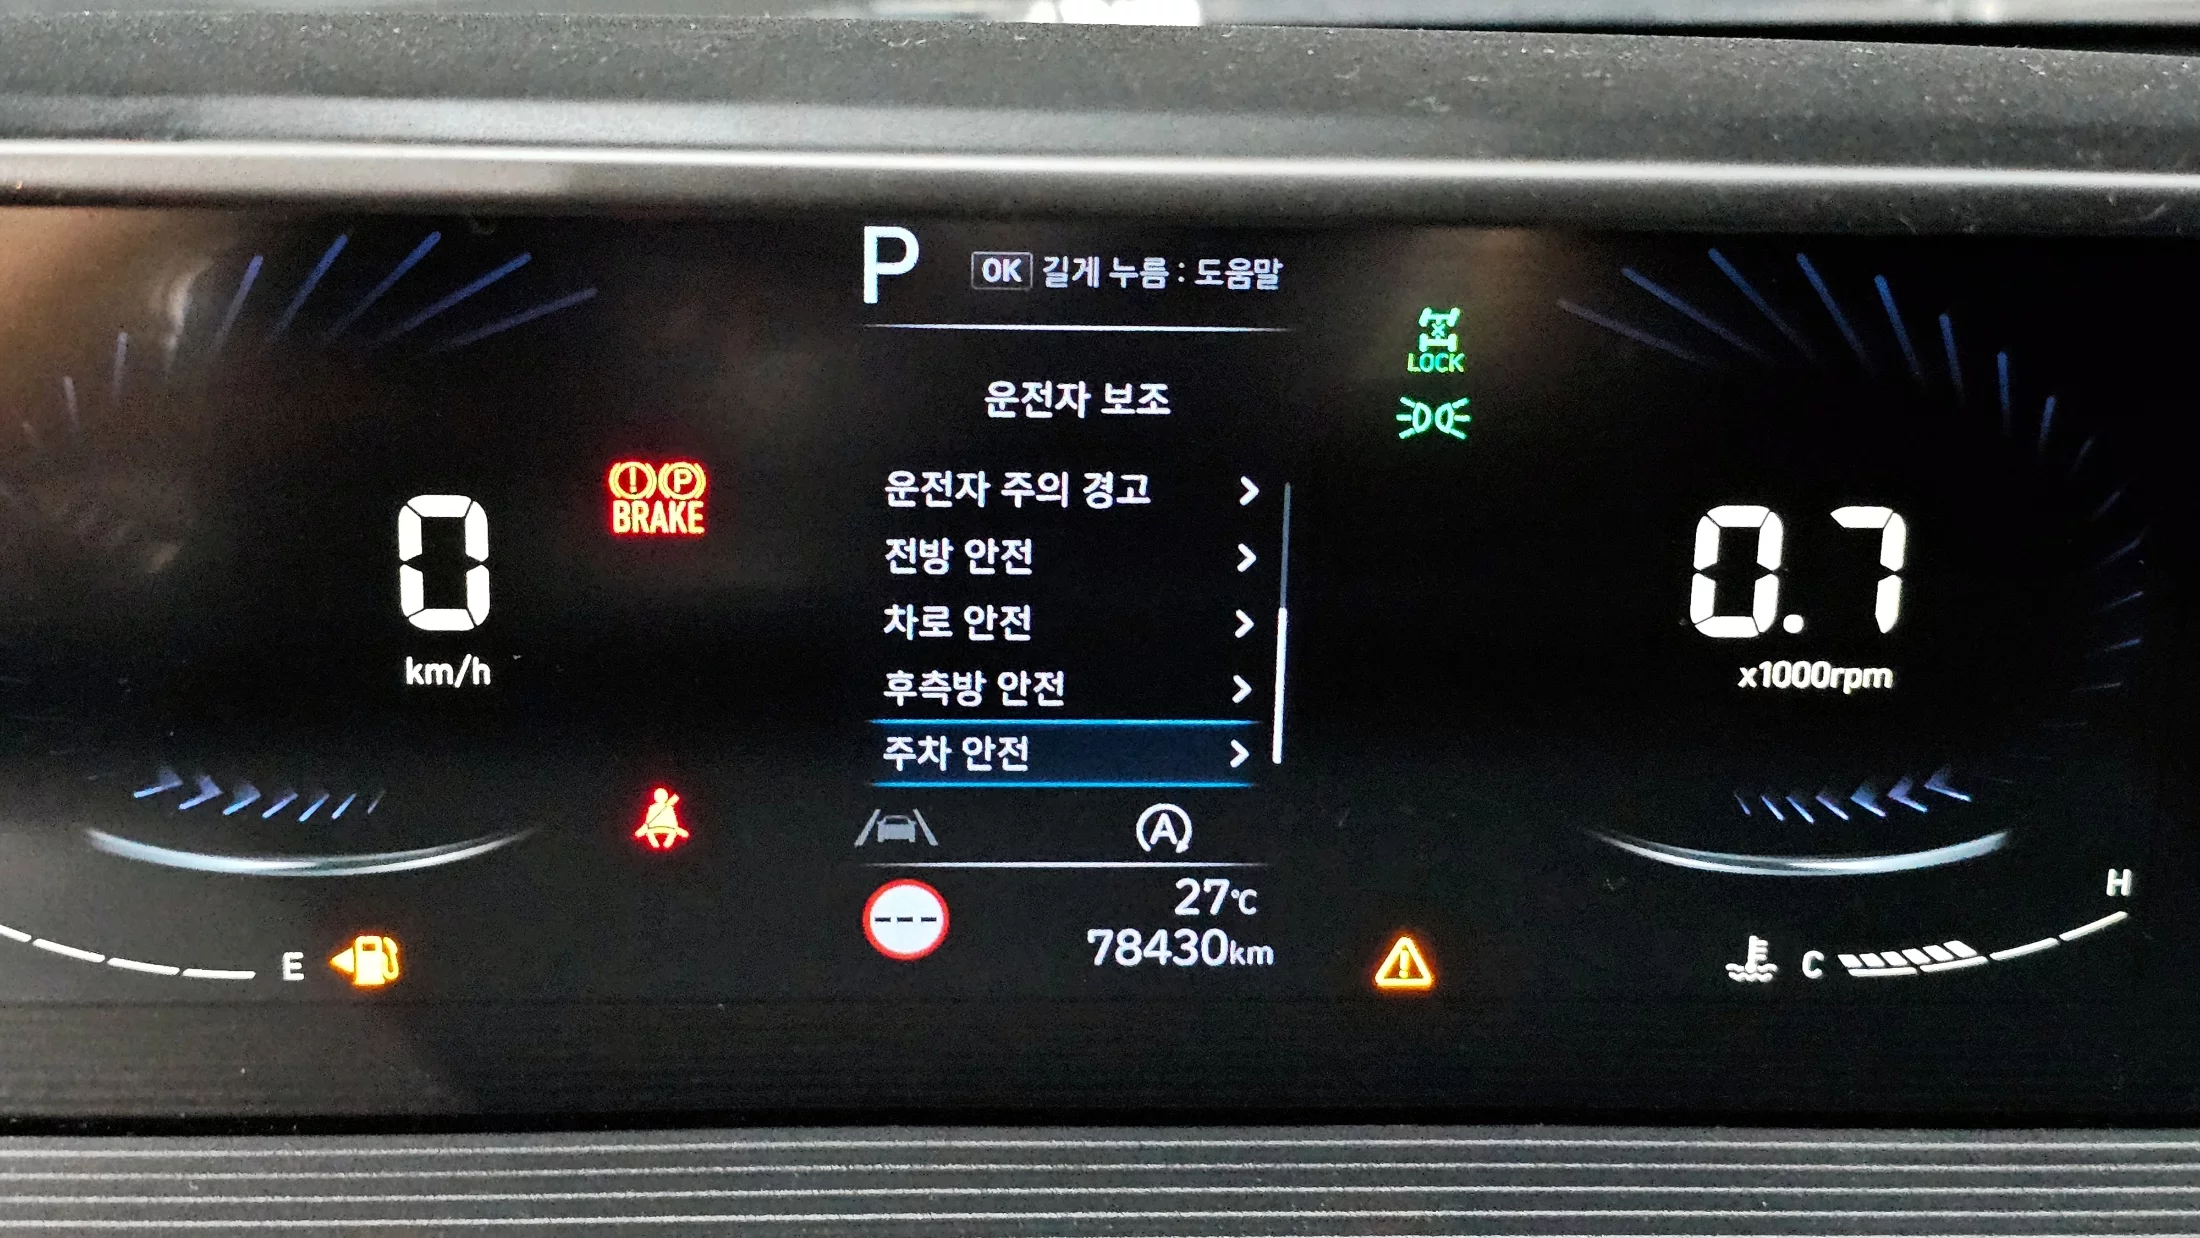 P
OK 길게 누름 : 도움말
LOCK
운전자 보조
BRAKE
운전자 주의 경고
전방 안전
차로 안전
후측방 안전
주차 안전
0
km/h
0.7
x1000rpm
A
27℃
78430km
E
C
H